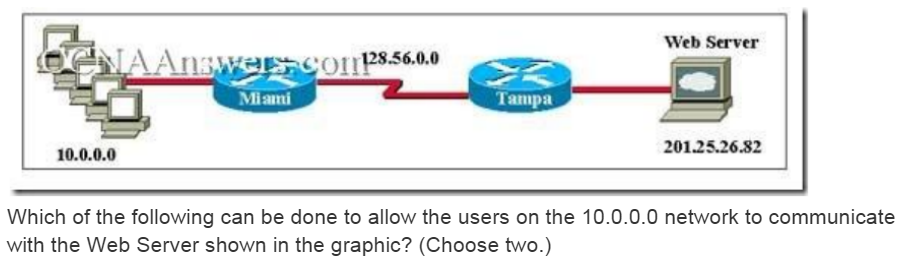 CCNAAnswers.com
128.56.0.0
Web Server
Miami
Tampa
10.0.0.0
201.25.26.82
Which of the following can be done to allow the users on the 10.0.0.0 network to communicate
with the Web Server shown in the graphic? (Choose two.)